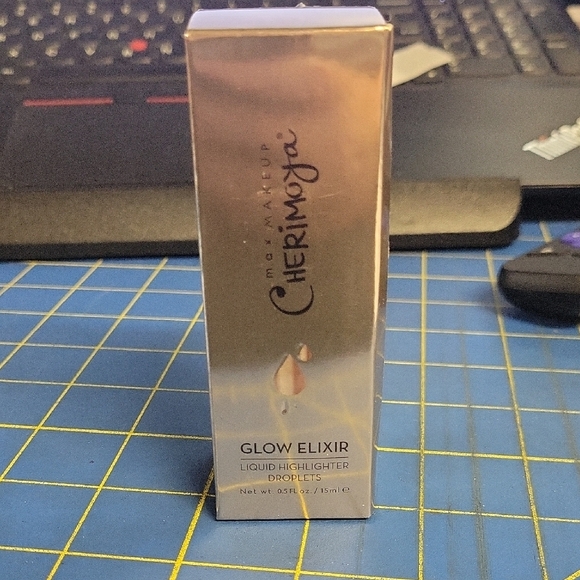 max MAKEUP
CHERIMOYA®
GLOW ELIXIR
LIQUID HIGHLIGHTER
DROPLETS
Net wt. 0.5 FL oz. / 15ml e